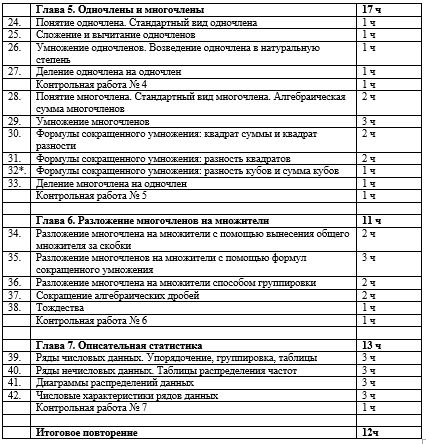 Глава 5. Одночлены и многочлены 17 ч
24. Понятие одночлена. Стандартный вид одночлена 1 ч
25. Сложение и вычитание одночленов 1 ч
26. Умножение одночленов. Возведение одночлена в натуральную 1 ч
степень
27. Деление одночлена на одночлен 1 ч
Контрольная работа № 4 1 ч
28. Понятие многочлена. Стандартный вид многочлена. Алгебраическая 2 ч
сумма многочленов
29. Умножение многочленов 3 ч
30. Формулы сокращенного умножения: квадрат суммы и квадрат 2 ч
разности
31. Формулы сокращенного умножения: разность квадратов 2 ч
32*. Формулы сокращенного умножения: разность кубов и сумма кубов 1 ч
33. Деление многочлена на одночлен 1 ч
Контрольная работа № 5 1 ч
Глава 6. Разложение многочленов на множители 11 ч
34. Разложение многочлена на множители с помощью вынесения общего 2 ч
множителя за скобки
35. Разложение многочленов на множители с помощью формул 3 ч
сокращенного умножения
36. Разложение многочлена на множители способом группировки 2 ч
37. Сокращение алгебраических дробей 2 ч
38. Тождества 1 ч
Контрольная работа № 6 1 ч
Глава 7. Описательная статистика 13 ч
39. Ряды числовых данных. Упорядочение, группировка, таблицы 3 ч
40. Ряды нечисловых данных. Таблицы распределения частот 3 ч
41. Диаграммы распределений данных 3 ч
42. Числовые характеристики рядов данных 3 ч
Контрольная работа № 7 1 ч
Итоговое повторение 12ч